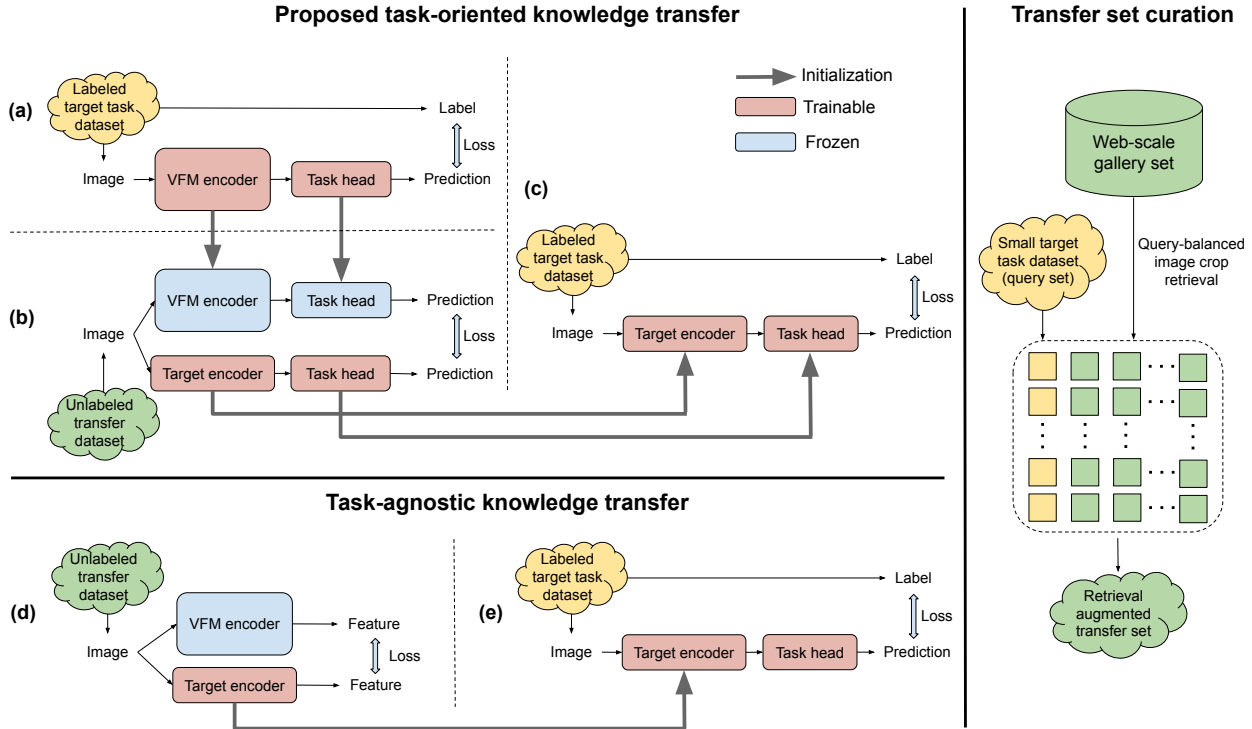 Proposed task-oriented knowledge transfer
(a)
Labeled
target task
dataset
Label
Loss
Image
VFM encoder
Task head
Prediction
Initialization
Trainable
Frozen
(b)
VFM encoder
Task head
Prediction
Image
Loss
Target encoder
Task head
Prediction
Unlabeled
transfer
dataset
(c)
Labeled
target task
dataset
Label
Loss
Image
Target encoder
Task head
Prediction
Task-agnostic knowledge transfer
(d)
Unlabeled
transfer
dataset
VFM encoder
Feature
Image
Loss
Target encoder
Feature
(e)
Labeled
target task
dataset
Label
Loss
Image
Target encoder
Task head
Prediction
Transfer set curation
Web-scale
gallery set
Small target
task dataset
(query set)
Query-balanced
image crop
retrieval
Retrieval
augmented
transfer set